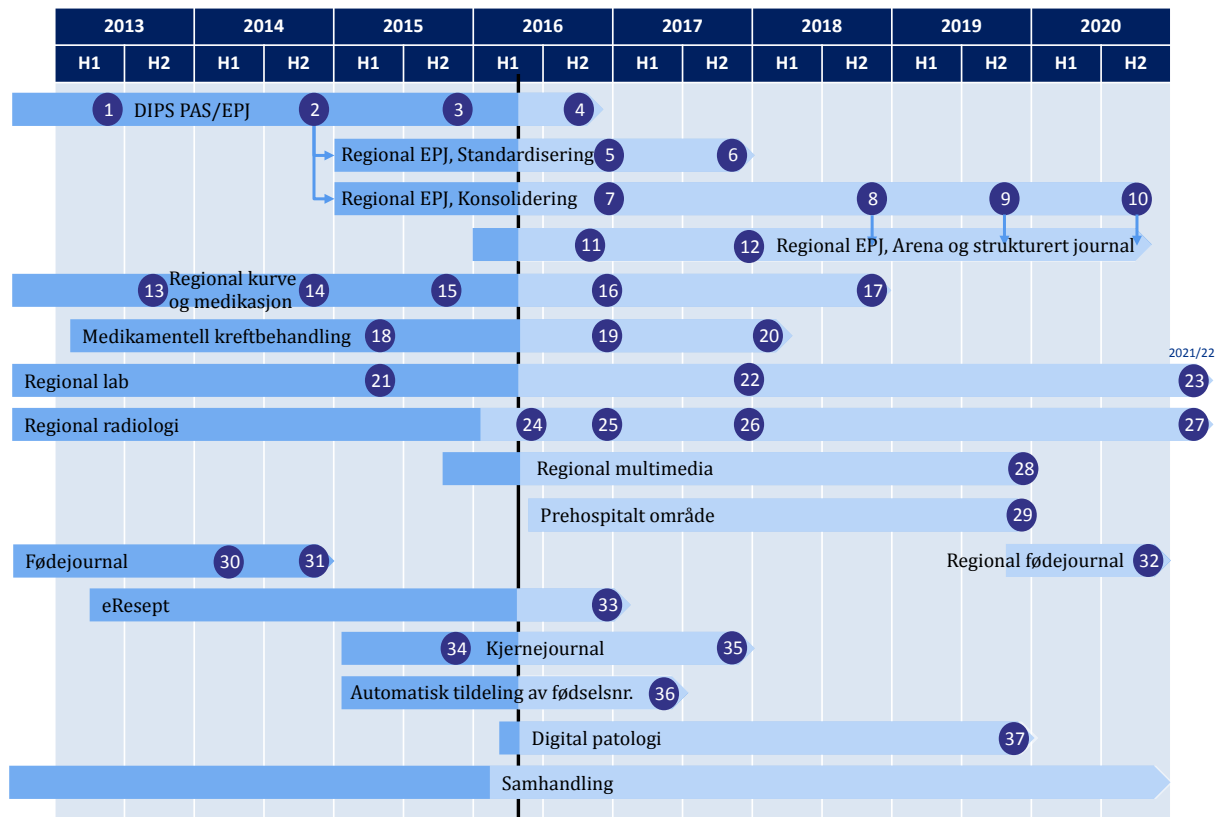 2013 2014 2015 2016 2017 2018 2019 2020
H1 H2 H1 H2 H1 H2 H1 H2 H1 H2 H1 H2 H1 H2 H1 H2
1 DIPS PAS/EPJ 2 3 4
Regional EPJ, Standardisering 5 6
Regional EPJ, Konsolidering 7 8 9 10
11 12 Regional EPJ, Arena og strukturert journal
13 Regional kurve
og medikasjon 14 15 16 17
Medikamentell kreftbehandling 18 19 20
2021/22
Regional lab 21 22 23
Regional radiologi 24 25 26 27
Regional multimedia 28
Prehospitalt område 29
Fødejournal 30 31 Regional fødejournal 32
eResept 33
34 Kjernejournal 35
Automatisk tildeling av fødselsnr. 36
Digital patologi 37
Samhandling